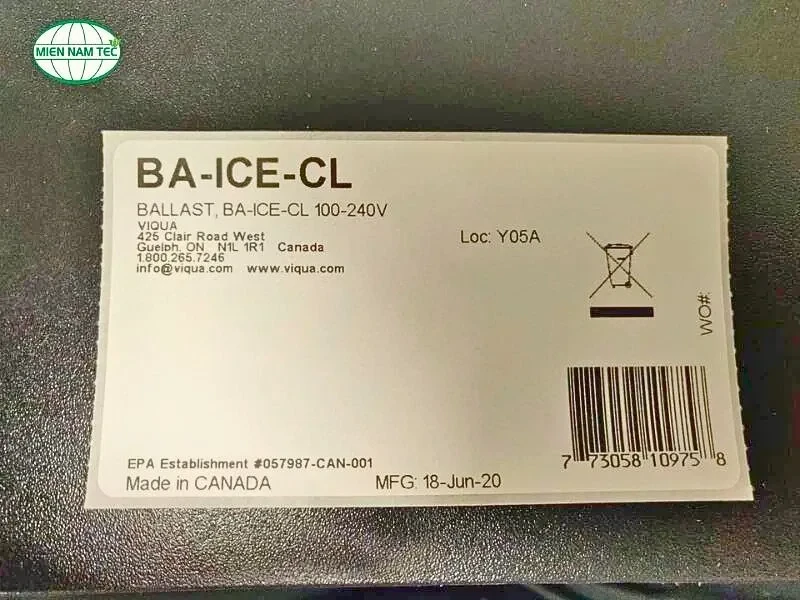 MIEN NAM TEC
BA-ICE-CL
BALLAST, BA-ICE-CL 100-240V
VIQUA
425 Clair Road West
Guelph, ON N1L 1R1 Canada
1.800.265.7246
info@viqua.com www.viqua.com
Loc: Y05A
WO#:
7 73058 10975 8
EPA Establishment #057987-CAN-001
Made in CANADA MFG: 18-Jun-20